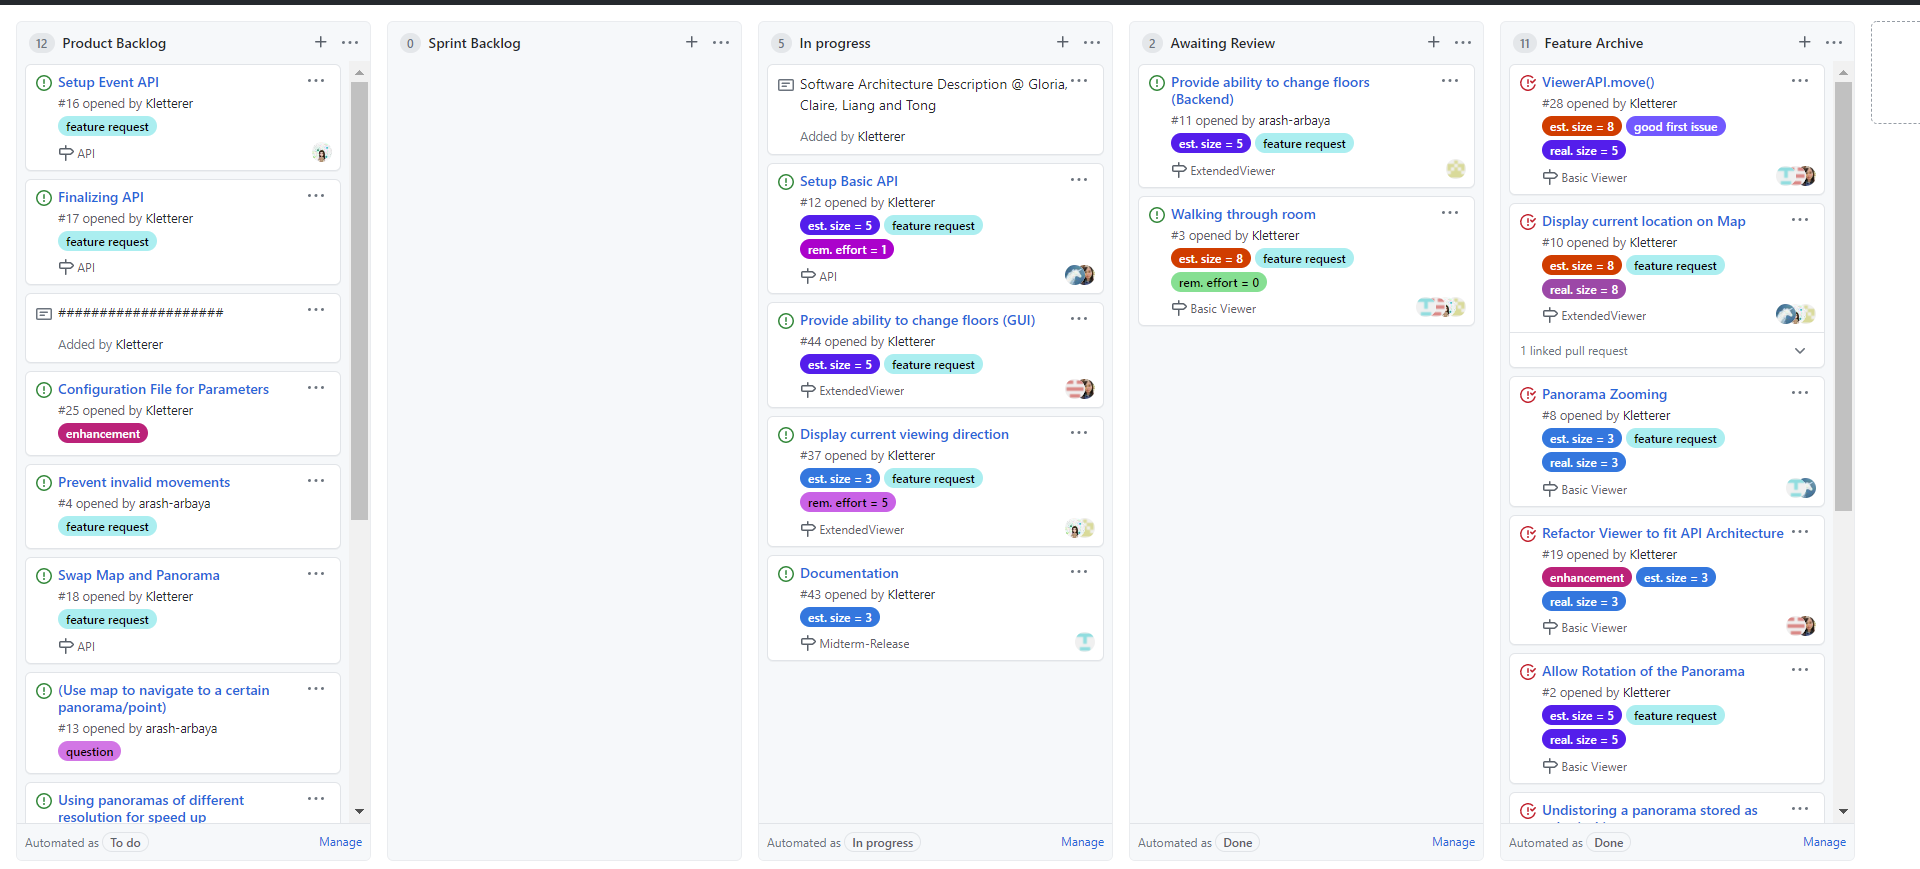 12 Product Backlog
Setup Event API
#16 opened by Kletterer
feature request
API
Finalizing API
#17 opened by Kletterer
feature request
API
####################
Added by Kletterer
Configuration File for Parameters
#25 opened by Kletterer
enhancement
Prevent invalid movements
#4 opened by arash-arbaya
feature request
Swap Map and Panorama
#18 opened by Kletterer
feature request
API
(Use map to navigate to a certain
panorama/point)
#13 opened by arash-arbaya
question
Using panoramas of different
resolution for speed up
Automated as To do Manage
0 Sprint Backlog
5 In progress
Software Architecture Description @ Gloria,
Claire, Liang and Tong
Added by Kletterer
Setup Basic API
#12 opened by Kletterer
est. size = 5 feature request
rem. effort = 1
API
Provide ability to change floors (GUI)
#44 opened by Kletterer
est. size = 5 feature request
ExtendedViewer
Display current viewing direction
#37 opened by Kletterer
est. size = 3 feature request
rem. effort = 5
ExtendedViewer
Documentation
#43 opened by Kletterer
est. size = 3
Midterm-Release
Automated as In progress Manage
2 Awaiting Review
Provide ability to change floors
(Backend)
#11 opened by arash-arbaya
est. size = 5 feature request
ExtendedViewer
Walking through room
#3 opened by Kletterer
est. size = 8 feature request
rem. effort = 0
Basic Viewer
Automated as Done Manage
11 Feature Archive
ViewerAPI.move()
#28 opened by Kletterer
est. size = 8 good first issue
real. size = 5
Basic Viewer
Display current location on Map
#10 opened by Kletterer
est. size = 8 feature request
real. size = 8
ExtendedViewer
1 linked pull request
Panorama Zooming
#8 opened by Kletterer
est. size = 3 feature request
real. size = 3
Basic Viewer
Refactor Viewer to fit API Architecture
#19 opened by Kletterer
enhancement est. size = 3
real. size = 3
Basic Viewer
Allow Rotation of the Panorama
#2 opened by Kletterer
est. size = 5 feature request
real. size = 5
Basic Viewer
Undistoring a panorama stored as
Automated as Done Manage